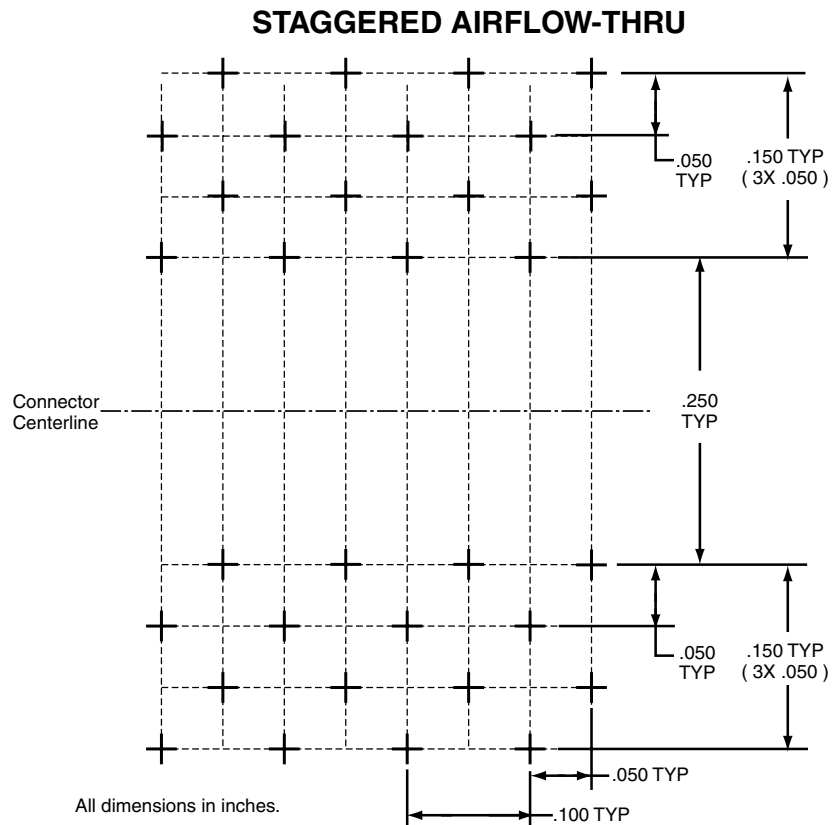 STAGGERED AIRFLOW-THRU
.050
TYP
.150 TYP
( 3X .050 )
Connector
Centerline
.250
TYP
.050
TYP
.150 TYP
( 3X .050 )
.050 TYP
All dimensions in inches.
.100 TYP